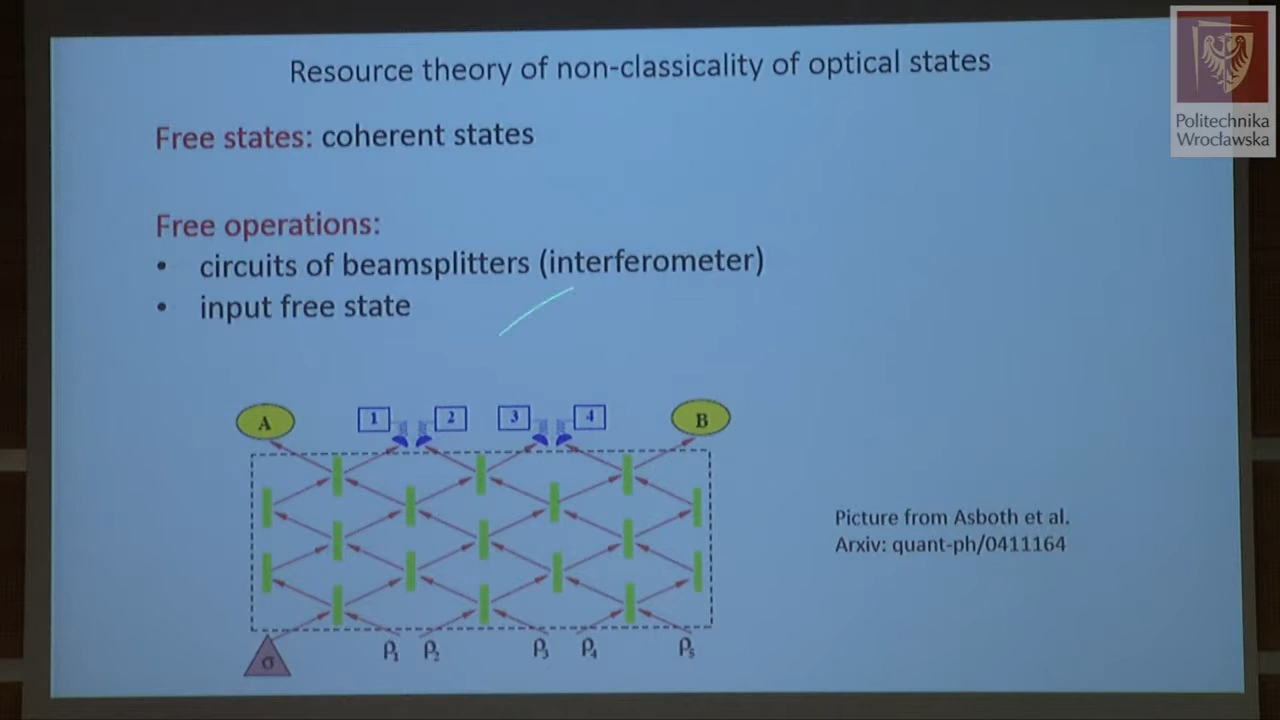 Resource theory of non-classicality of optical states
Politechnika
Wrocławska
Free states: coherent states
Free operations:
• circuits of beamsplitters (interferometer)
• input free state
A 1 2 3 4 B
Picture from Asboth et al.
Arxiv: quant-ph/0411164
σ ρ1 ρ2 ρ3 ρ4 ρ5